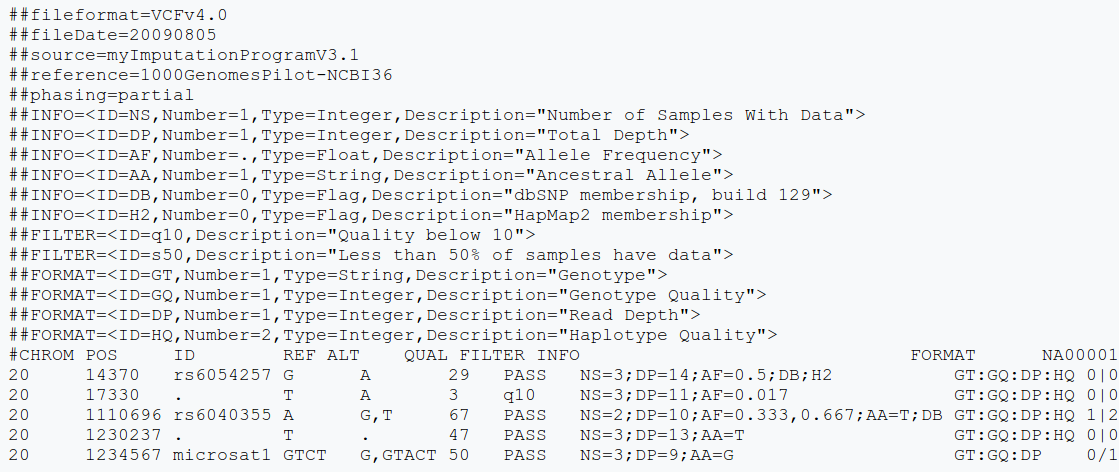 ##fileformat=VCFv4.0
##fileDate=20090805
##source=myImputationProgramV3.1
##reference=1000GenomesPilot-NCBI36
##phasing=partial
##INFO=<ID=NS,Number=1,Type=Integer,Description="Number of Samples With Data">
##INFO=<ID=DP,Number=1,Type=Integer,Description="Total Depth">
##INFO=<ID=AF,Number=.,Type=Float,Description="Allele Frequency">
##INFO=<ID=AA,Number=1,Type=String,Description="Ancestral Allele">
##INFO=<ID=DB,Number=0,Type=Flag,Description="dbSNP membership, build 129">
##INFO=<ID=H2,Number=0,Type=Flag,Description="HapMap2 membership">
##FILTER=<ID=q10,Description="Quality below 10">
##FILTER=<ID=s50,Description="Less than 50% of samples have data">
##FORMAT=<ID=GT,Number=1,Type=String,Description="Genotype">
##FORMAT=<ID=GQ,Number=1,Type=Integer,Description="Genotype Quality">
##FORMAT=<ID=DP,Number=1,Type=Integer,Description="Read Depth">
##FORMAT=<ID=HQ,Number=2,Type=Integer,Description="Haplotype Quality">
#CHROM POS     ID        REF ALT    QUAL FILTER INFO                              FORMAT      NA00001
20     14370   rs6054257 G      A       29   PASS   NS=3;DP=14;AF=0.5;DB;H2           GT:GQ:DP:HQ 0|0
20     17330   .         T      A       3    q10    NS=3;DP=11;AF=0.017               GT:GQ:DP:HQ 0|0
20     1110696 rs6040355 A      G,T     67   PASS   NS=2;DP=10;AF=0.333,0.667;AA=T;DB GT:GQ:DP:HQ 1|2
20     1230237 .         T      .       47   PASS   NS=3;DP=13;AA=T                   GT:GQ:DP:HQ 0|0
20     1234567 microsat1 GTCT   G,GTACT 50   PASS   NS=3;DP=9;AA=G                    GT:GQ:DP    0/1